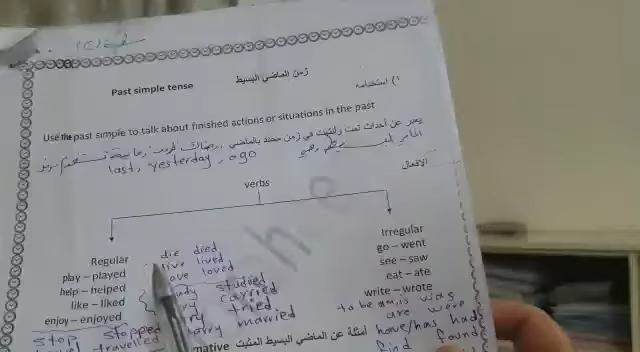 Past simple tense
زمن الماضي البسيط
١) استخدامه
Use the past simple to talk about finished actions or situations in the past
يعبر عن أحداث تمت وانتهت في زمن محدد بالماضي
last, yesterday, ago
الافعال
verbs
Regular
play – played
help – helped
like – liked
enjoy – enjoyed
stop stopped
travelled
die died
live lived
love loved
study studied
carry carried
try tried
marry married
Irregular
go – went
see – saw
eat – ate
write – wrote
to be am, is was
are were
have/has had
find found
أمثلة عن الماضي البسيط المثبت